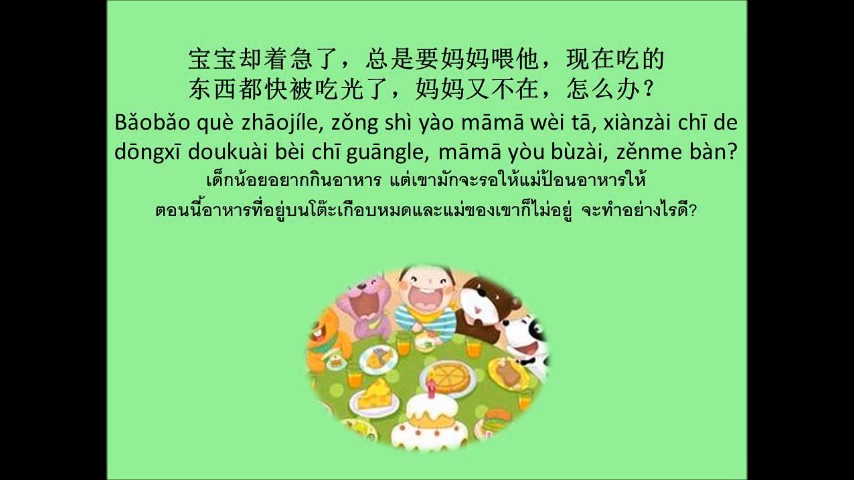 宝宝却着急了，总是要妈妈喂他，现在吃的
东西都快被吃光了，妈妈又不在，怎么办？
Bǎobǎo què zhāojíle, zǒng shì yào māmā wèi tā, xiànzài chī de
dōngxī doukuài bèi chī guāngle, māmā yòu bùzài, zěnme bàn?
เด็กน้อยอยากกินอาหาร แต่เขามักจะรอให้แม่ป้อนอาหารให้
ตอนนี้อาหารที่อยู่บนโต๊ะเกือบหมดและแม่ของเขาก็ไม่อยู่ จะทำอย่างไรดี?